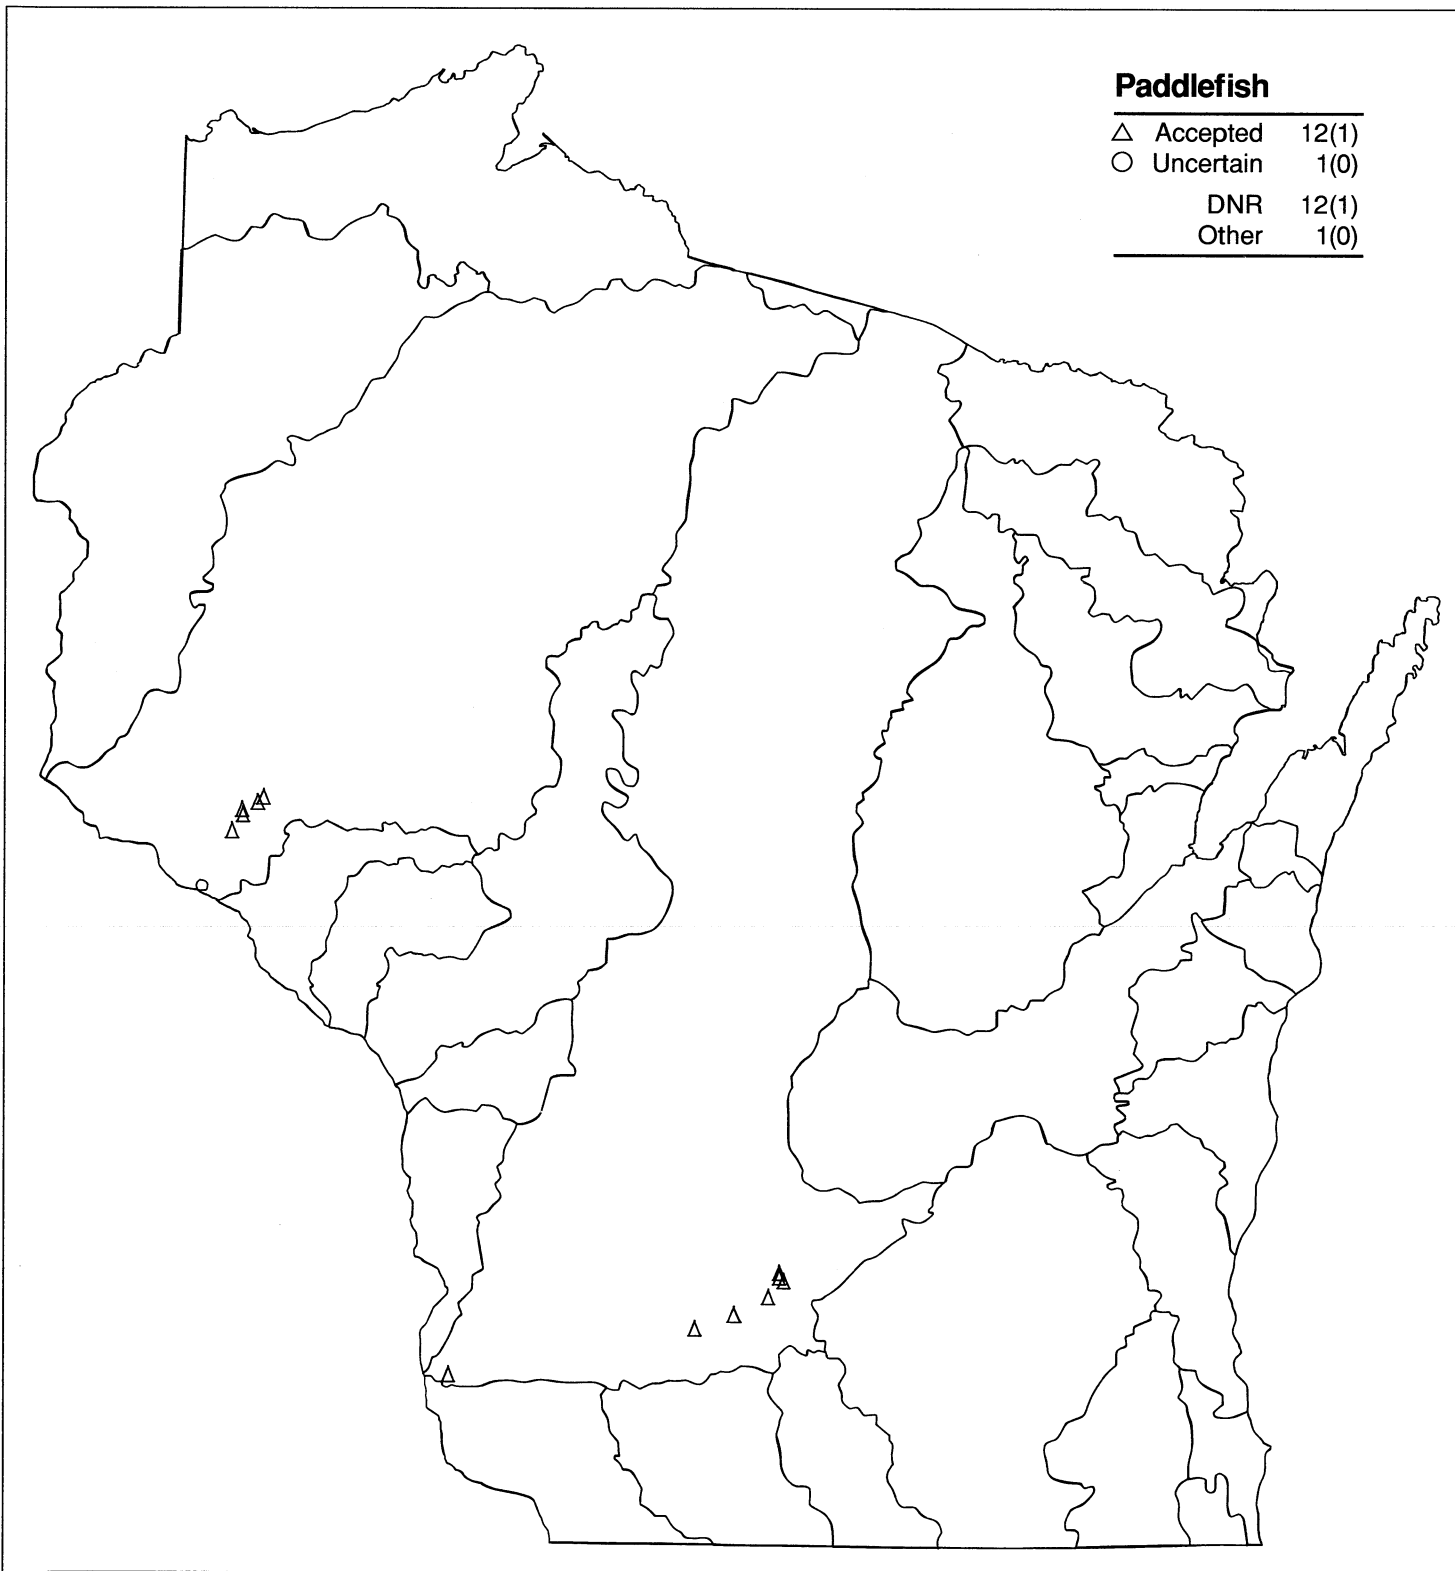 Paddlefish
△ Accepted 12(1)
○ Uncertain 1(0)
DNR 12(1)
Other 1(0)